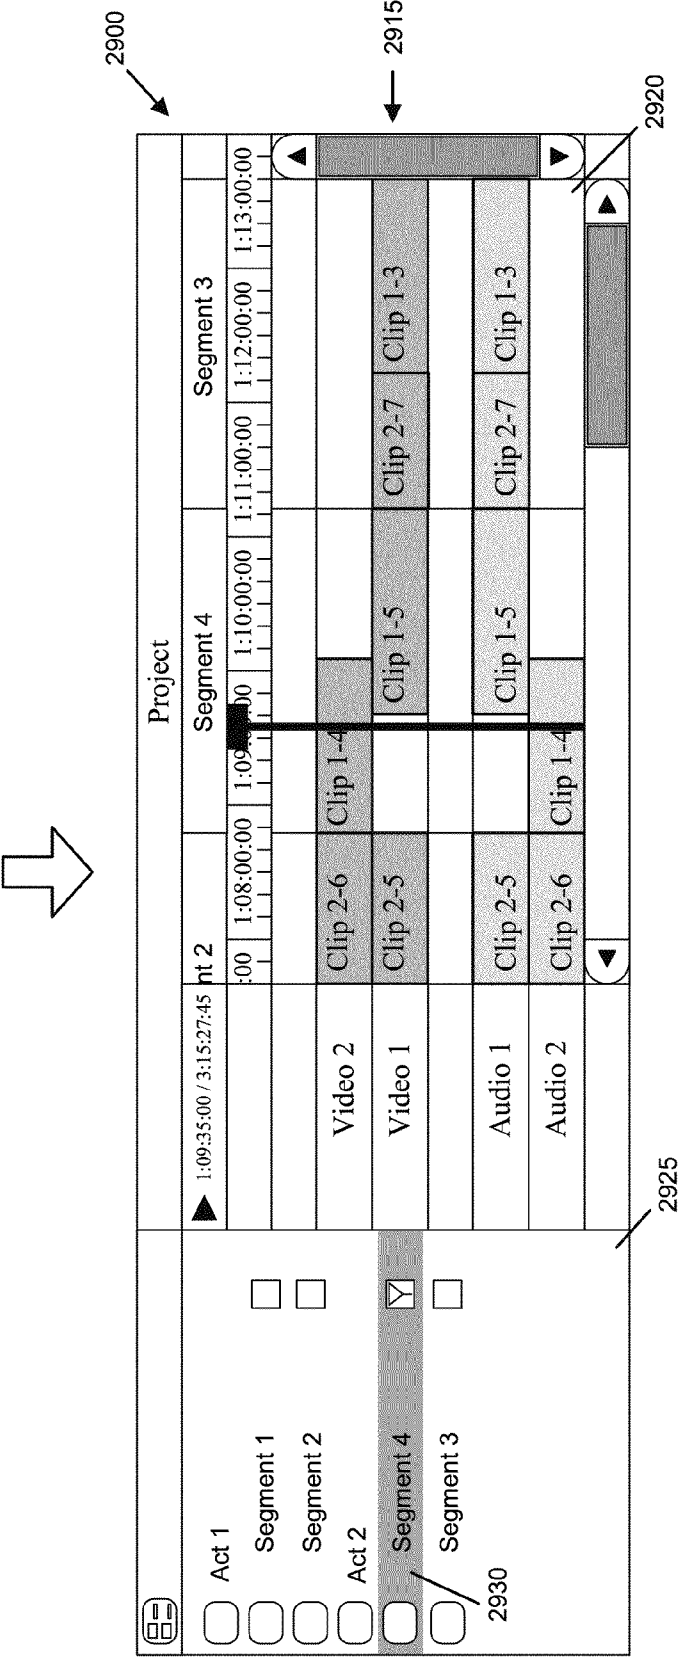 2900
2915
Project
1:09:35:00 / 3:15:27:45
nt 2
Segment 4
Segment 3
:00
1:08:00:00
1:09: :00
1:10:00:00
1:11:00:00
1:12:00:00
1:13:00:00
Act 1
Segment 1
Segment 2
Act 2
Segment 4 Y
Segment 3
Video 2
Clip 2-6
Clip 1-4
Video 1
Clip 2-5
Clip 1-5
Clip 2-7
Clip 1-3
Audio 1
Clip 2-5
Clip 1-5
Clip 2-7
Clip 1-3
Audio 2
Clip 2-6
Clip 1-4
2930
2925
2920